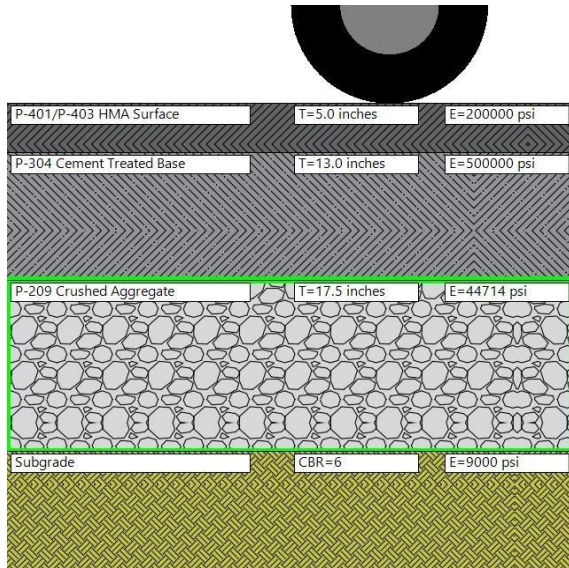 P-401/P-403 HMA Surface T=5.0 inches E=200000 psi
P-304 Cement Treated Base T=13.0 inches E=500000 psi
P-209 Crushed Aggregate T=17.5 inches E=44714 psi
Subgrade CBR=6 E=9000 psi